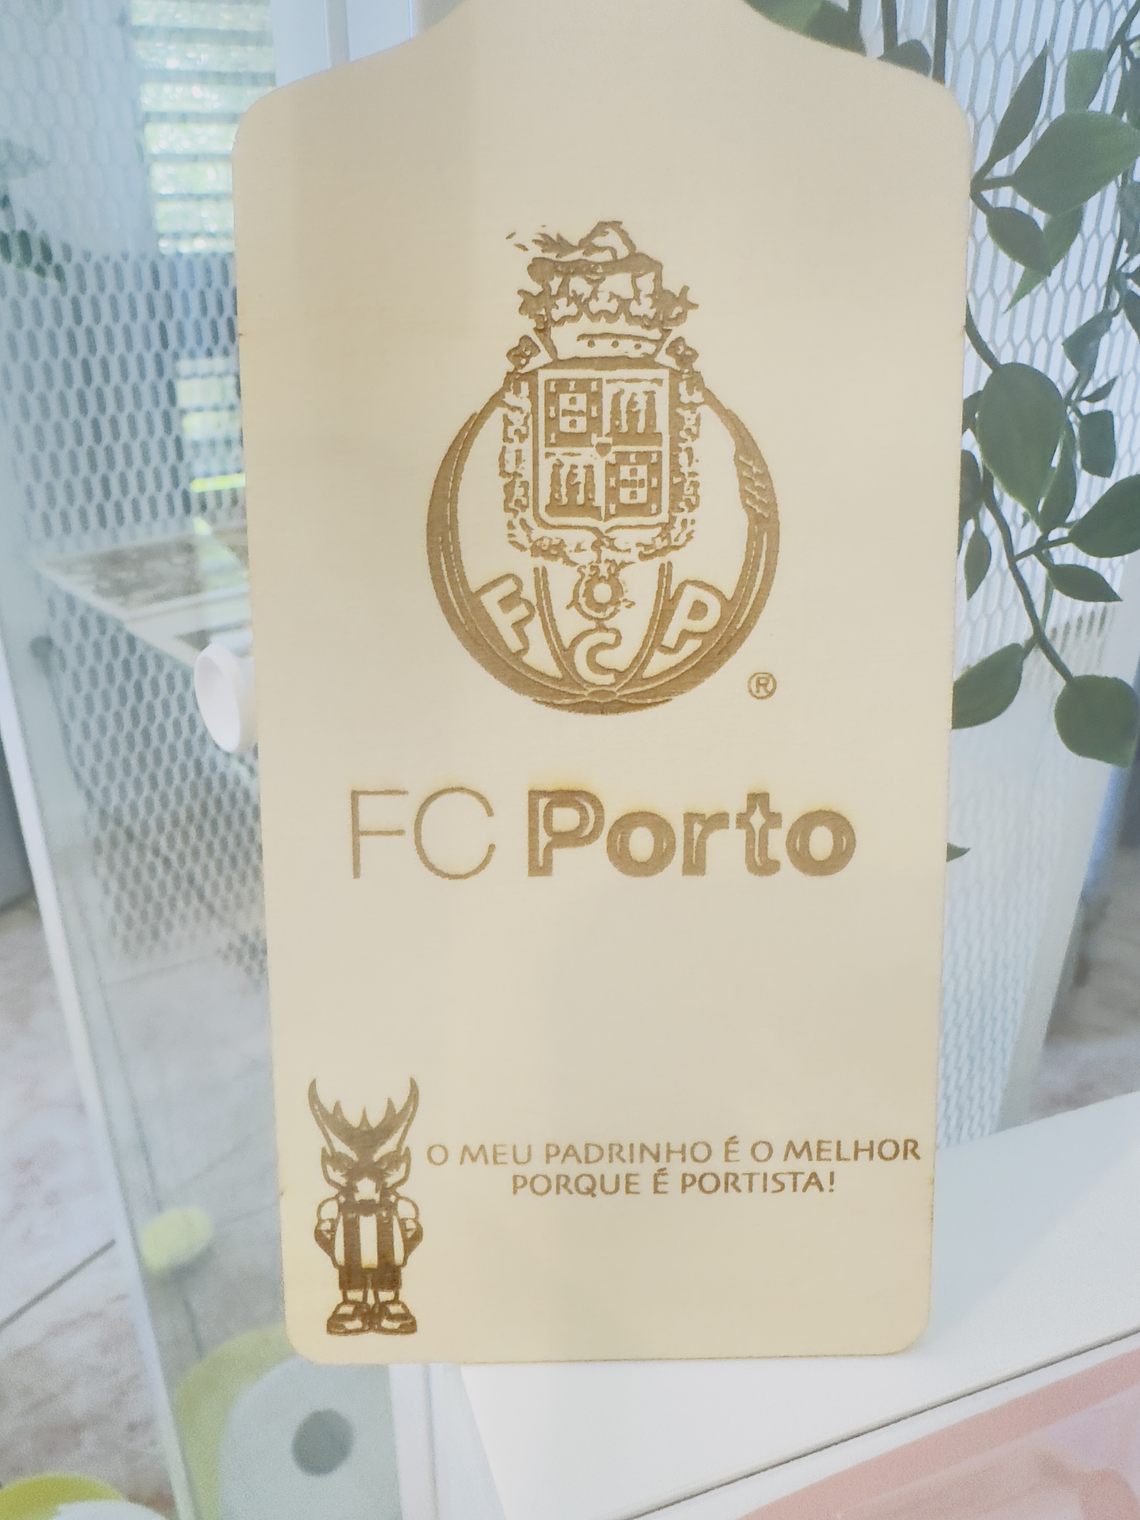 FCP
®
FC Porto
O MEU PADRINHO É O MELHOR
PORQUE É PORTISTA!